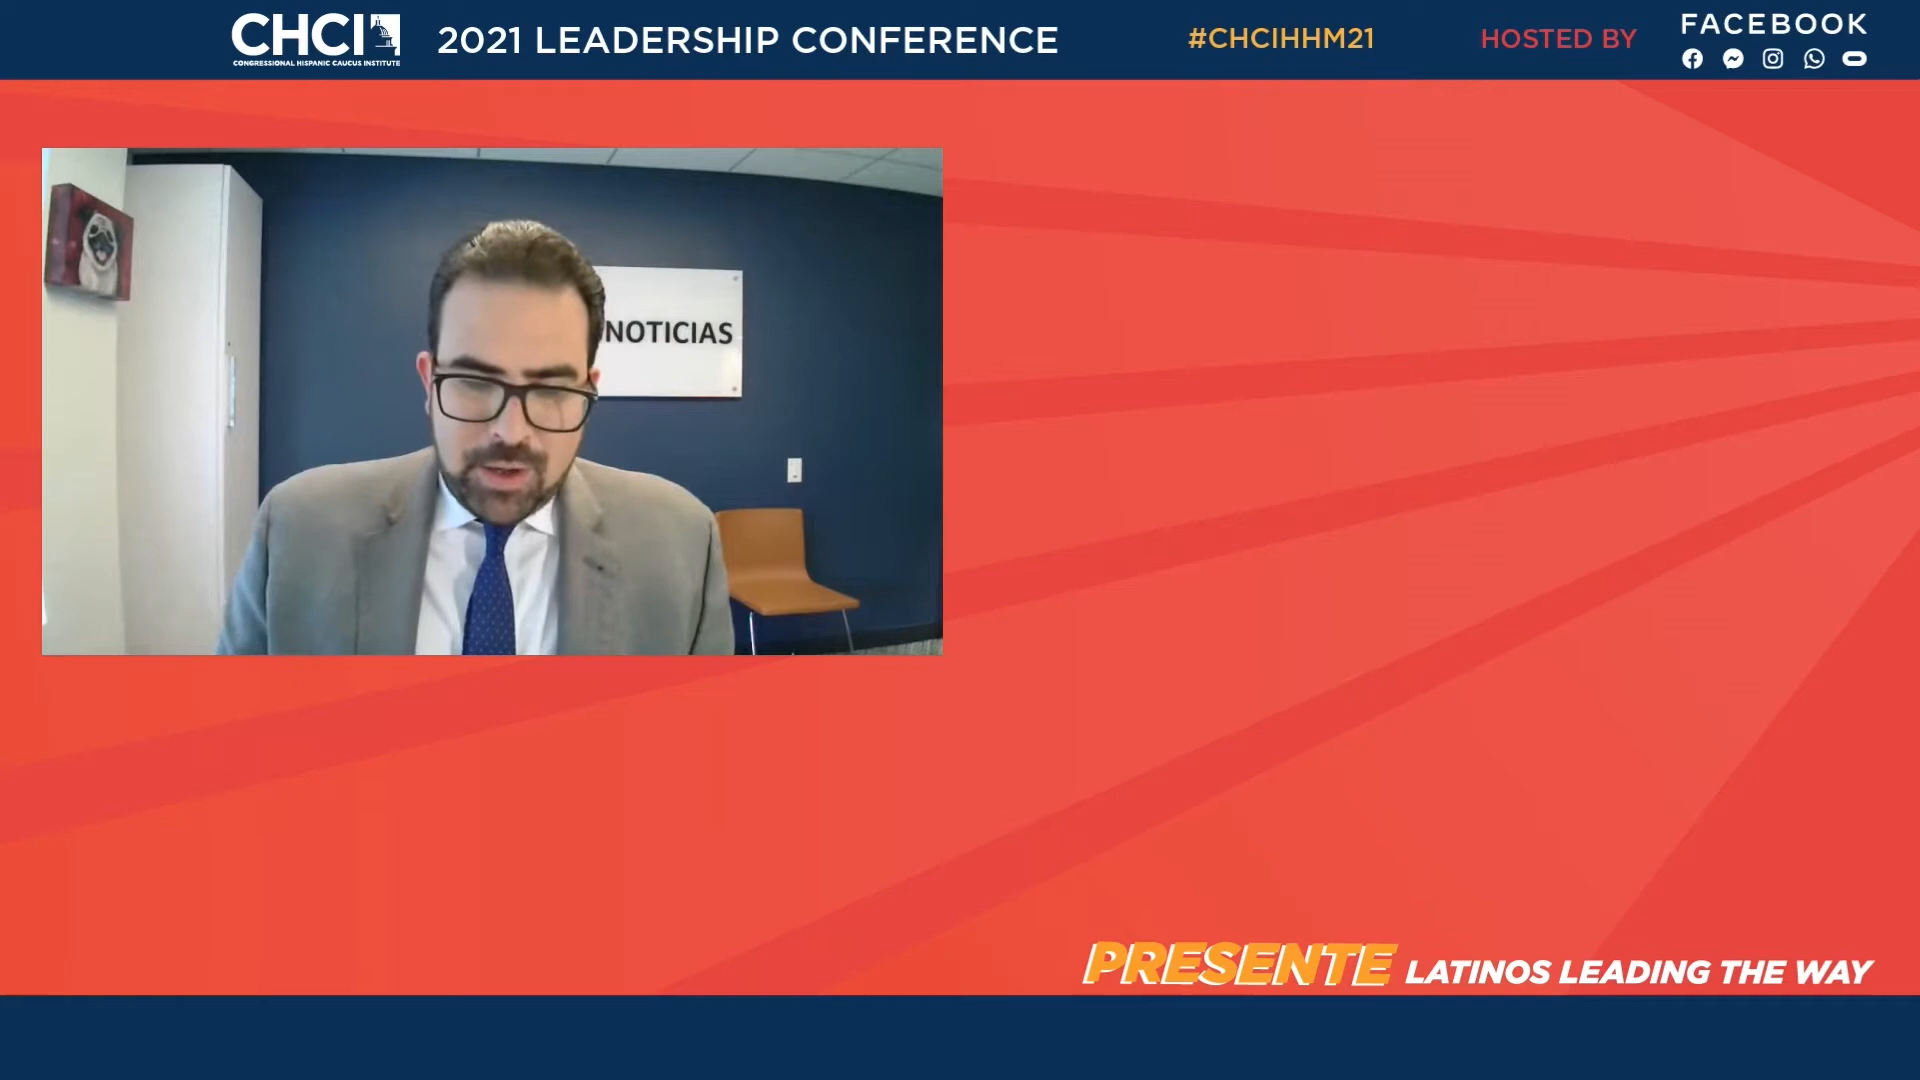 CHCI
CONGRESSIONAL HISPANIC CAUCUS INSTITUTE
2021 LEADERSHIP CONFERENCE
#CHCIHHM21
HOSTED BY
FACEBOOK
NOTICIAS
PRESENTE LATINOS LEADING THE WAY